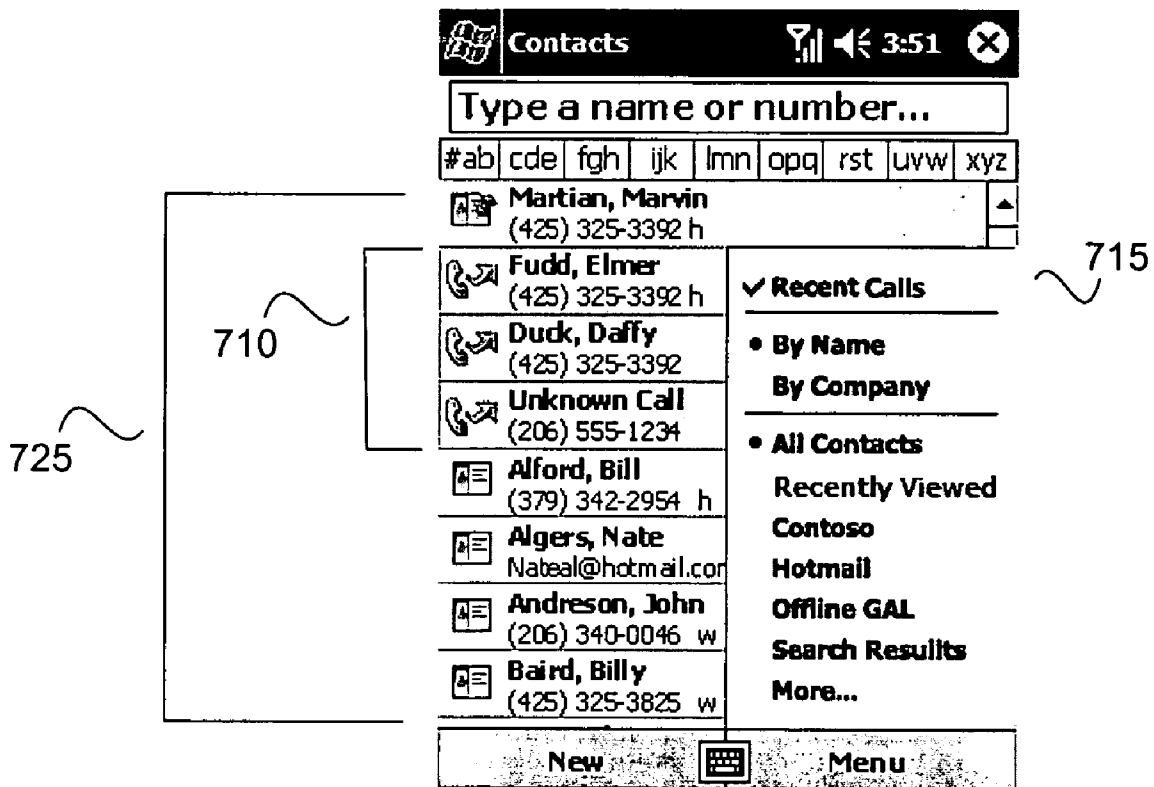 Contacts 3:51
Type a name or number...
#ab cde fgh ijk lmn opq rst uvw xyz
Martian, Marvin
(425) 325-3392 h
715
Fudd, Elmer
(425) 325-3392 h
Recent Calls
710
Duck, Daffy
(425) 325-3392
By Name
By Company
Unknown Call
(206) 555-1234
725
All Contacts
Alford, Bill
(379) 342-2954 h
Recently Viewed
Contoso
Algers, Nate
Nateal@hotmail.cor
Hotmail
Andreson, John
(206) 340-0046 w
Offline GAL
Search Resullts
Baird, Billy
(425) 325-3825 w
More...
New Menu